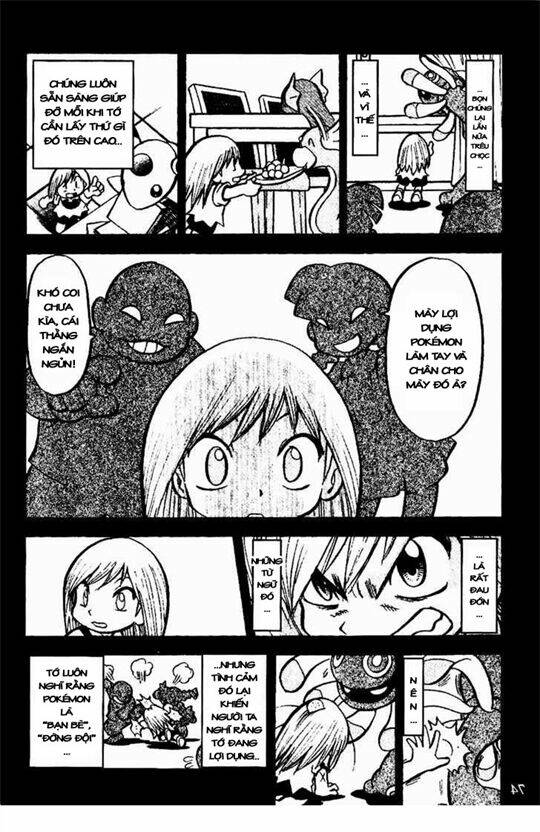 CHÚNG LUÔN
SẴN SÀNG GIÚP
ĐỠ MỖI KHI TỚ
CẦN LẤY THỨ GÌ
ĐÓ TRÊN CAO...
...
VÀ VÌ
THẾ
...
...
BỌN
CHÚNG
LẠI
LẦN
NỮA
TRÊU
CHỌC
...
KHÓ COI
CHƯA
KÌA, CÁI
THẰNG
NGẮN
NGỦN!
MÀY LỢI
DỤNG
POKÉMON
LÀM TAY VÀ
CHÂN CHO
MÀY ĐÓ À?
NHỮNG
TỪ
NGỮ
ĐÓ
...
...
LÀ RẤT
ĐAU
ĐỚN
...
TỚ LUÔN
NGHĨ RẰNG
POKÉMON
LÀ
"BẠN BÈ",
"ĐỒNG ĐỘI"
...
...NHƯNG
TÌNH CẢM
ĐÓ LẠI
KHIẾN
NGƯỜI TA
NGHĨ RẰNG
TỚ ĐANG
LỢI DỤNG...
...
NÊN
...
74